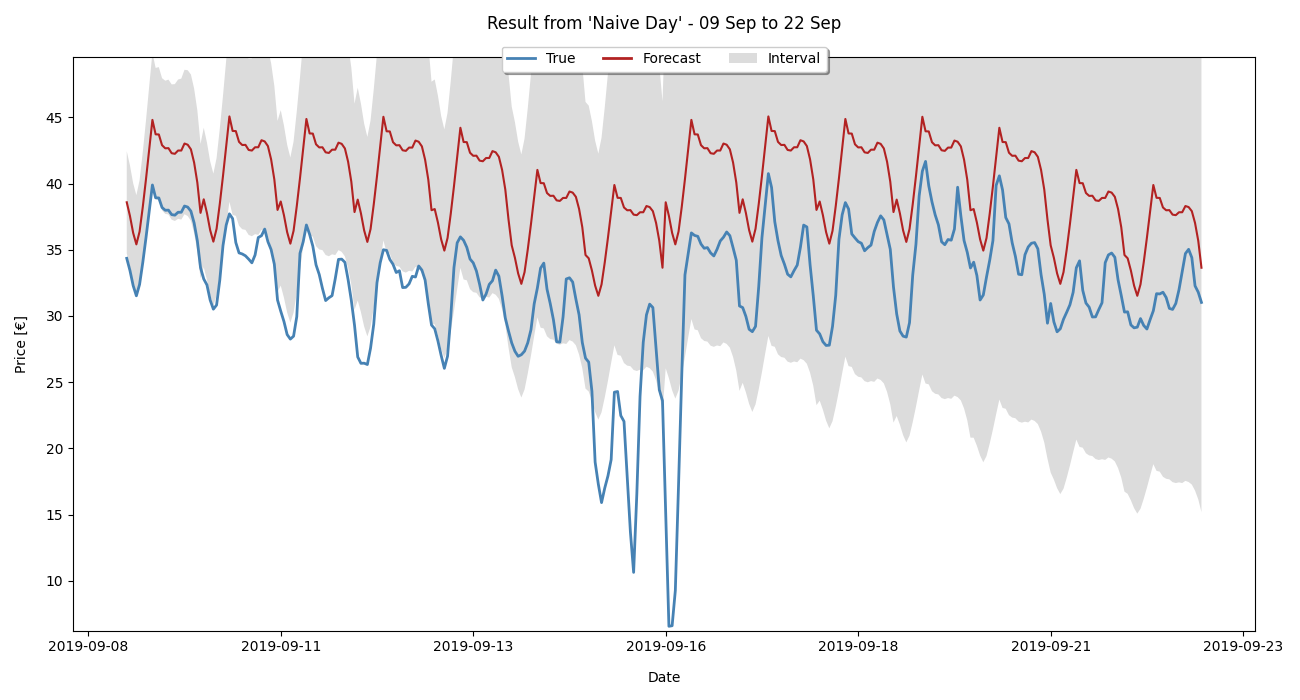 Result from 'Naive Day' - 09 Sep to 22 Sep
True Forecast Interval
45
40
35
30
25
20
15
10
Price [€]
2019-09-08 2019-09-11 2019-09-13 2019-09-16 2019-09-18 2019-09-21 2019-09-23
Date